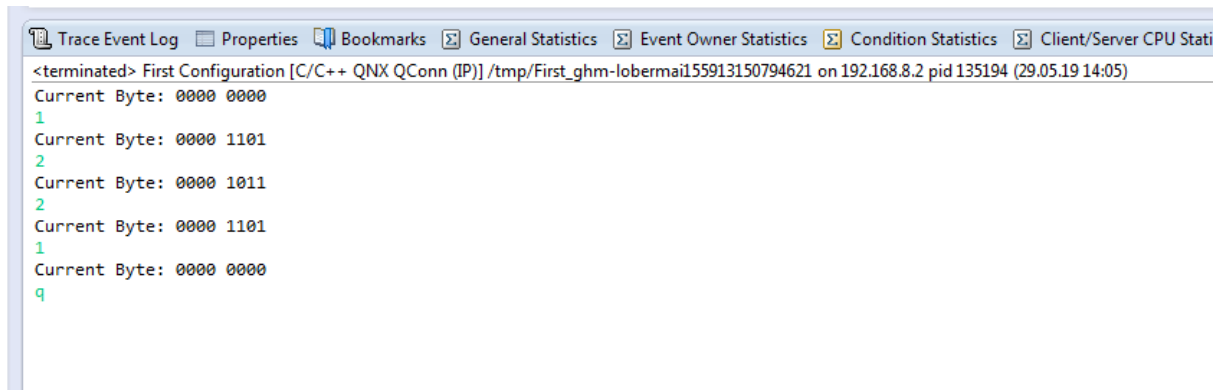 Trace Event Log Properties Bookmarks General Statistics Event Owner Statistics Condition Statistics Client/Server CPU Stati
<terminated> First Configuration [C/C++ QNX QConn (IP)] /tmp/First_ghm-lobermai155913150794621 on 192.168.8.2 pid 135194 (29.05.19 14:05)
Current Byte: 0000 0000
1
Current Byte: 0000 1101
2
Current Byte: 0000 1011
2
Current Byte: 0000 1101
1
Current Byte: 0000 0000
q